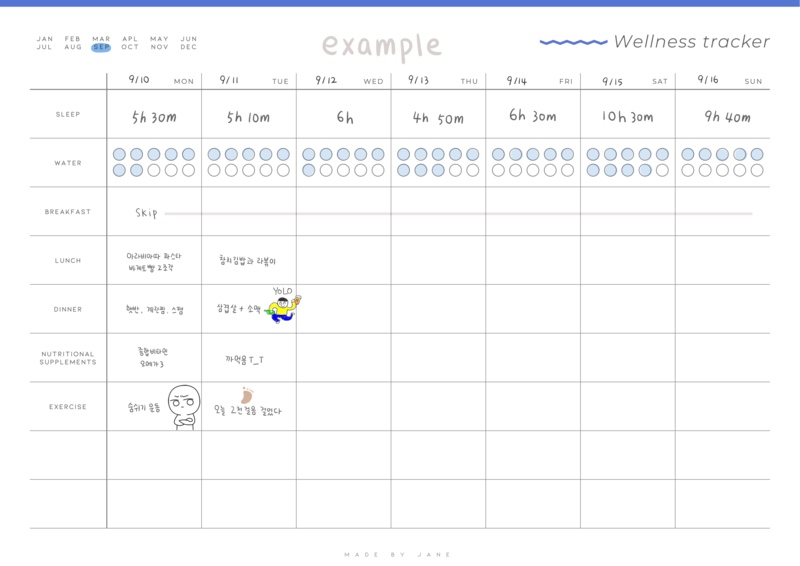 JAN FEB MAR APL MAY JUN
JUL AUG SEP OCT NOV DEC
example
Wellness tracker
9/10 MON 9/11 TUE 9/12 WED 9/13 THU 9/14 FRI 9/15 SAT 9/16 SUN
SLEEP 5h 30m 5h 10m 6h 4h 50m 6h 30m 10h 30m 9h 40m
WATER
BREAKFAST Skip
LUNCH
아라비아따 파스타
바게트빵 2조각
참치김밥과 라볶이
DINNER
햇반, 계란찜, 스팸
삼겹살 + 소맥
YOLO
NUTRITIONAL
SUPPLEMENTS
종합비타민
오메가3
까먹음 T_T
EXERCISE
숨쉬기 운동
오늘 2천걸음 걸었다
MADE BY JANE